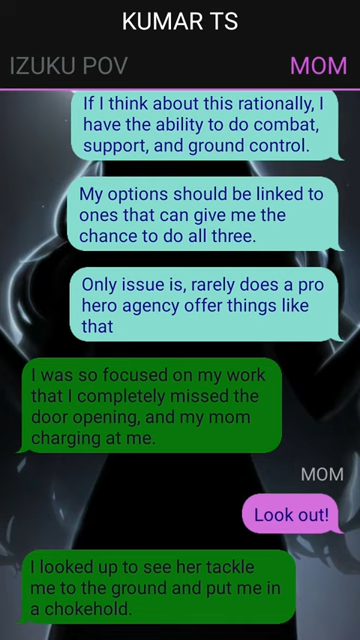 KUMAR TS
IZUKU POV
MOM
If I think about this rationally, I
have the ability to do combat,
support, and ground control.
My options should be linked to
ones that can give me the
chance to do all three.
Only issue is, rarely does a pro
hero agency offer things like
that
I was so focused on my work
that I completely missed the
door opening, and my mom
charging at me.
MOM
Look out!
I looked up to see her tackle
me to the ground and put me in
a chokehold.